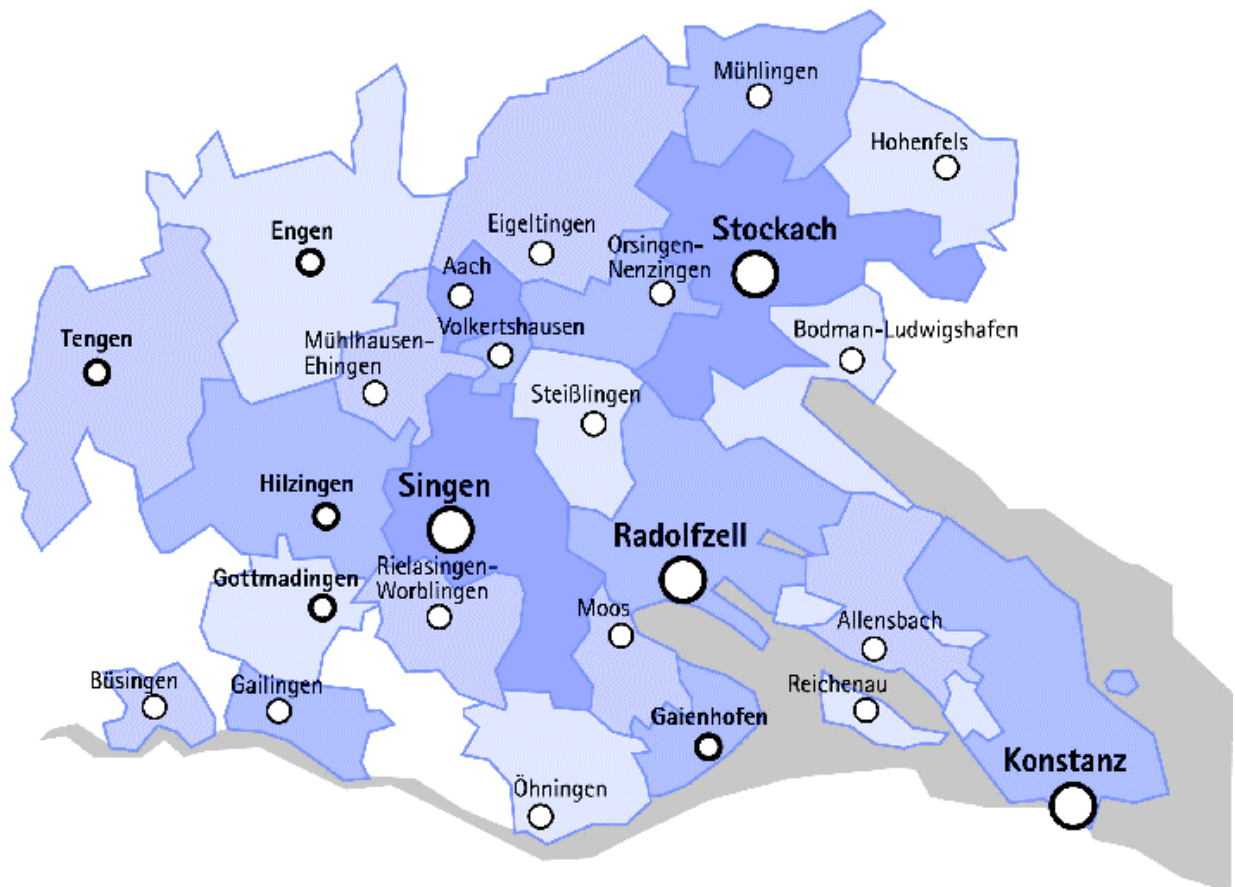 Mühlingen
Hohenfels
Eigeltingen
Stockach
Engen
Orsingen-
Nenzingen
Aach
Volkertshausen
Bodman-Ludwigshafen
Tengen
Mühlhausen-
Ehingen
Steißlingen
Hilzingen
Singen
Radolfzell
Rielasingen-
Worblingen
Gottmadingen
Moos
Allensbach
Büsingen
Gailingen
Reichenau
Gaienhofen
Konstanz
Öhningen